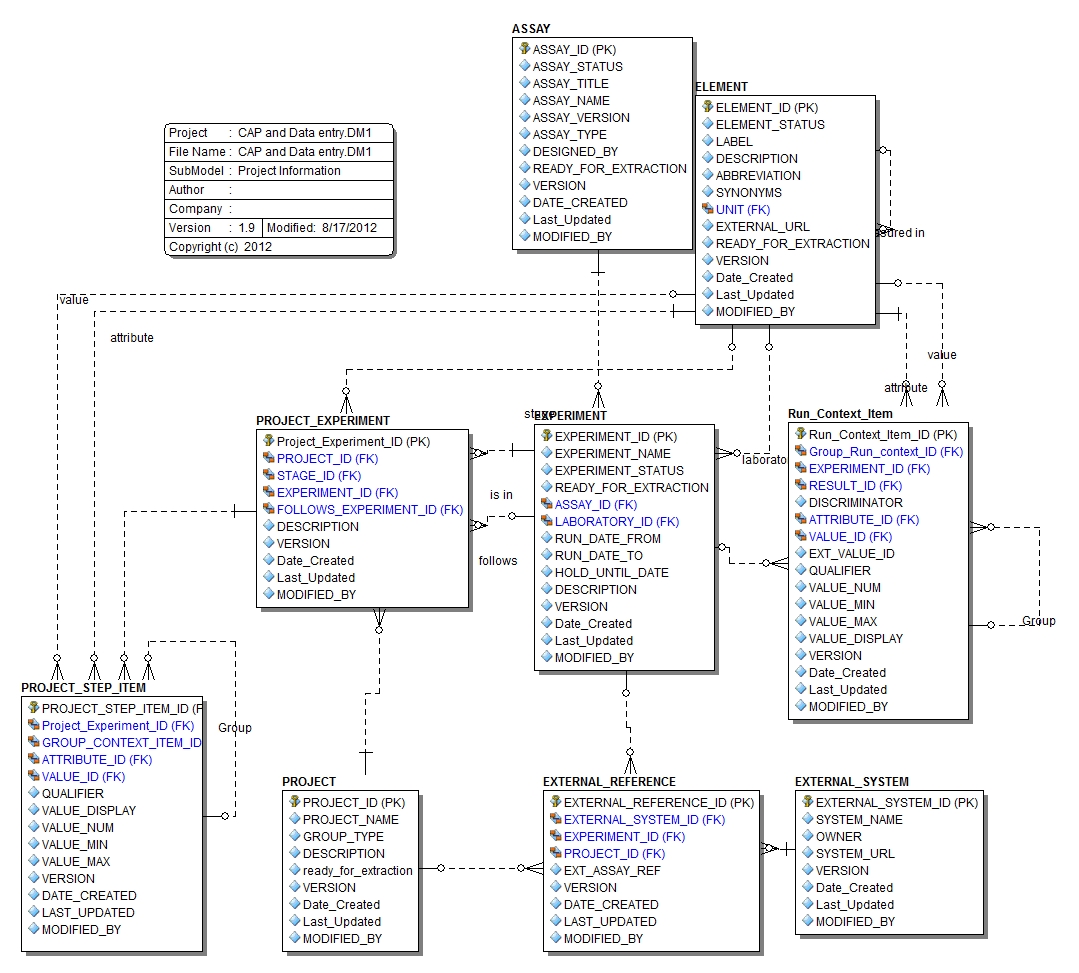 ASSAY
ASSAY_ID (PK)
ASSAY_STATUS
ASSAY_TITLE
ASSAY_NAME
ASSAY_VERSION
ASSAY_TYPE
DESIGNED_BY
READY_FOR_EXTRACTION
VERSION
DATE_CREATED
Last_Updated
MODIFIED_BY
ELEMENT
ELEMENT_ID (PK)
ELEMENT_STATUS
LABEL
DESCRIPTION
ABBREVIATION
SYNONYMS
UNIT (FK)
EXTERNAL_URL
READY_FOR_EXTRACTION
VERSION
Date_Created
Last_Updated
MODIFIED_BY
in
Project : CAP and Data entry.DM1
File Name : CAP and Data entry.DM1
SubModel : Project Information
Author :
Company :
Version : 1.9 Modified: 8/17/2012
Copyright (c) 2012
value
attribute
value
attribute
PROJECT_EXPERIMENT
Project_Experiment_ID (PK)
PROJECT_ID (FK)
STAGE_ID (FK)
EXPERIMENT_ID (FK)
FOLLOWS_EXPERIMENT_ID (FK)
DESCRIPTION
VERSION
Date_Created
Last_Updated
MODIFIED_BY
is in
follows
EXPERIMENT
EXPERIMENT_ID (PK)
EXPERIMENT_NAME
EXPERIMENT_STATUS
READY_FOR_EXTRACTION
ASSAY_ID (FK)
LABORATORY_ID (FK)
RUN_DATE_FROM
RUN_DATE_TO
HOLD_UNTIL_DATE
DESCRIPTION
VERSION
Date_Created
Last_Updated
MODIFIED_BY
laborato
Run_Context_Item
Run_Context_Item_ID (PK)
Group_Run_context_ID (FK)
EXPERIMENT_ID (FK)
RESULT_ID (FK)
DISCRIMINATOR
ATTRIBUTE_ID (FK)
VALUE_ID (FK)
EXT_VALUE_ID
QUALIFIER
VALUE_NUM
VALUE_MIN
VALUE_MAX
VALUE_DISPLAY
VERSION
Date_Created
Last_Updated
MODIFIED_BY
Group
PROJECT_STEP_ITEM
PROJECT_STEP_ITEM_ID (F
Project_Experiment_ID (FK)
GROUP_CONTEXT_ITEM_ID
ATTRIBUTE_ID (FK)
VALUE_ID (FK)
QUALIFIER
VALUE_DISPLAY
VALUE_NUM
VALUE_MIN
VALUE_MAX
VERSION
DATE_CREATED
LAST_UPDATED
MODIFIED_BY
Group
PROJECT
PROJECT_ID (PK)
PROJECT_NAME
GROUP_TYPE
DESCRIPTION
ready_for_extraction
VERSION
Date_Created
Last_Updated
MODIFIED_BY
EXTERNAL_REFERENCE
EXTERNAL_REFERENCE_ID (PK)
EXTERNAL_SYSTEM_ID (FK)
EXPERIMENT_ID (FK)
PROJECT_ID (FK)
EXT_ASSAY_REF
VERSION
DATE_CREATED
LAST_UPDATED
MODIFIED_BY
EXTERNAL_SYSTEM
EXTERNAL_SYSTEM_ID (PK)
SYSTEM_NAME
OWNER
SYSTEM_URL
VERSION
Date_Created
Last_Updated
MODIFIED_BY